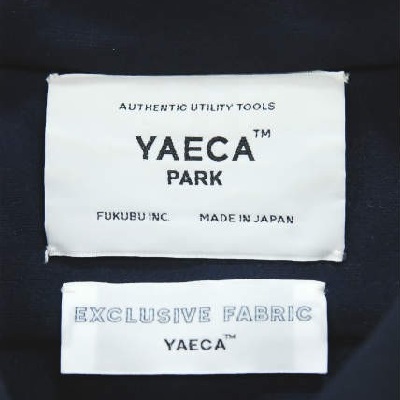 AUTHENTIC UTILITY TOOLS
YAECA™
PARK
FUKUBU INC. MADE IN JAPAN
EXCLUSIVE FABRIC
YAECA™